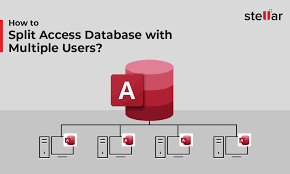 stellar
How to
Split Access Database with
Multiple Users?
A
A
A
A
A